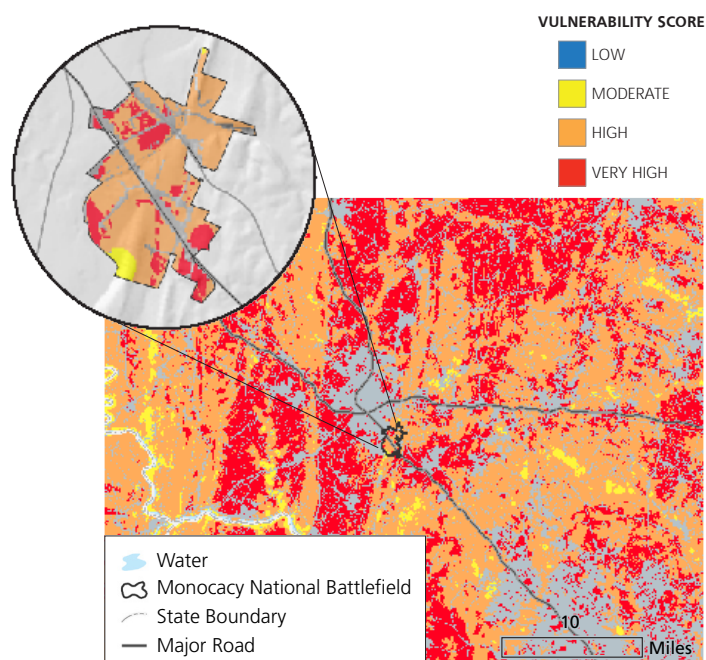 VULNERABILITY SCORE
LOW
MODERATE
HIGH
VERY HIGH
Water
Monocacy National Battlefield
State Boundary
Major Road
10
Miles